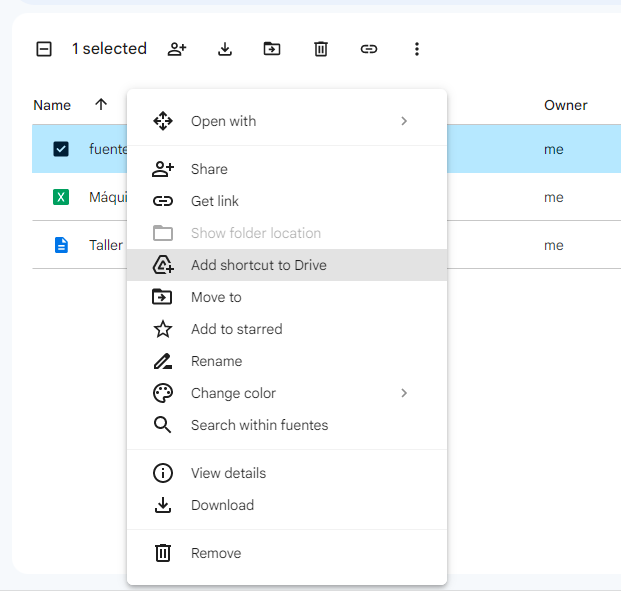 1 selected
Name
Owner
fuente
me
Máqui
me
Taller
me
Open with
Share
Get link
Show folder location
Add shortcut to Drive
Move to
Add to starred
Rename
Change color
Search within fuentes
View details
Download
Remove